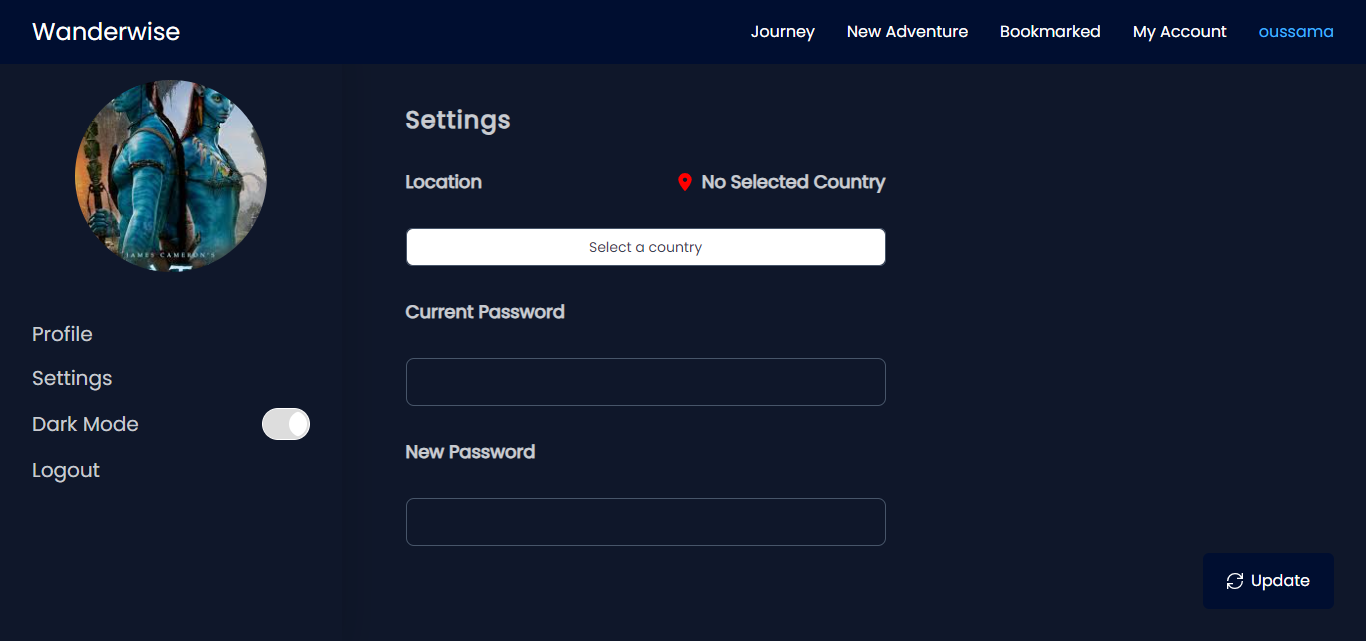 Wanderwise
Journey New Adventure Bookmarked My Account oussama
JAMES CAMERON'S
Profile
Settings
Dark Mode
Logout
Settings
Location No Selected Country
Select a country
Current Password
New Password
Update